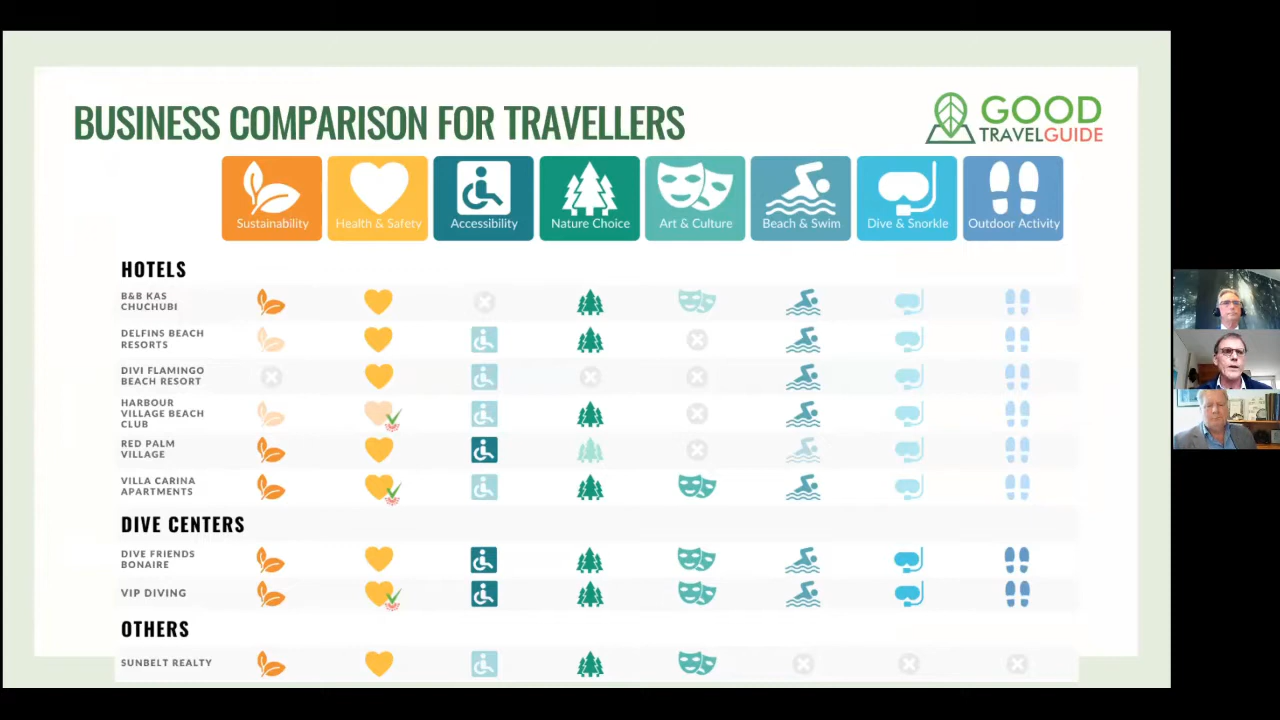 BUSINESS COMPARISON FOR TRAVELLERS
GOOD
TRAVELGUIDE
Sustainability
Health & Safety
Accessibility
Nature Choice
Art & Culture
Beach & Swim
Dive & Snorkle
Outdoor Activity
HOTELS
B&B KAS
CHUCHUBI
DELFINS BEACH
RESORTS
DIVI FLAMINGO
BEACH RESORT
HARBOUR
VILLAGE BEACH
CLUB
RED PALM
VILLAGE
VILLA CARINA
APARTMENTS
DIVE CENTERS
DIVE FRIENDS
BONAIRE
VIP DIVING
OTHERS
SUNBELT REALTY